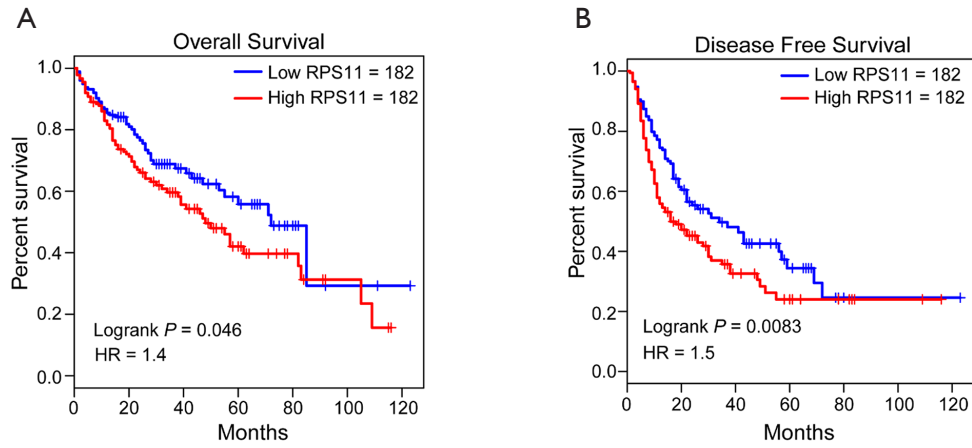 A
Overall Survival
Low RPS11 = 182
High RPS11 = 182
Percent survival
1.0
0.8
0.6
0.4
0.2
0.0
Logrank P = 0.046
HR = 1.4
0 20 40 60 80 100 120
Months
B
Disease Free Survival
Low RPS11 = 182
High RPS11 = 182
Percent survival
1.0
0.8
0.6
0.4
0.2
0.0
Logrank P = 0.0083
HR = 1.5
0 20 40 60 80 100 120
Months